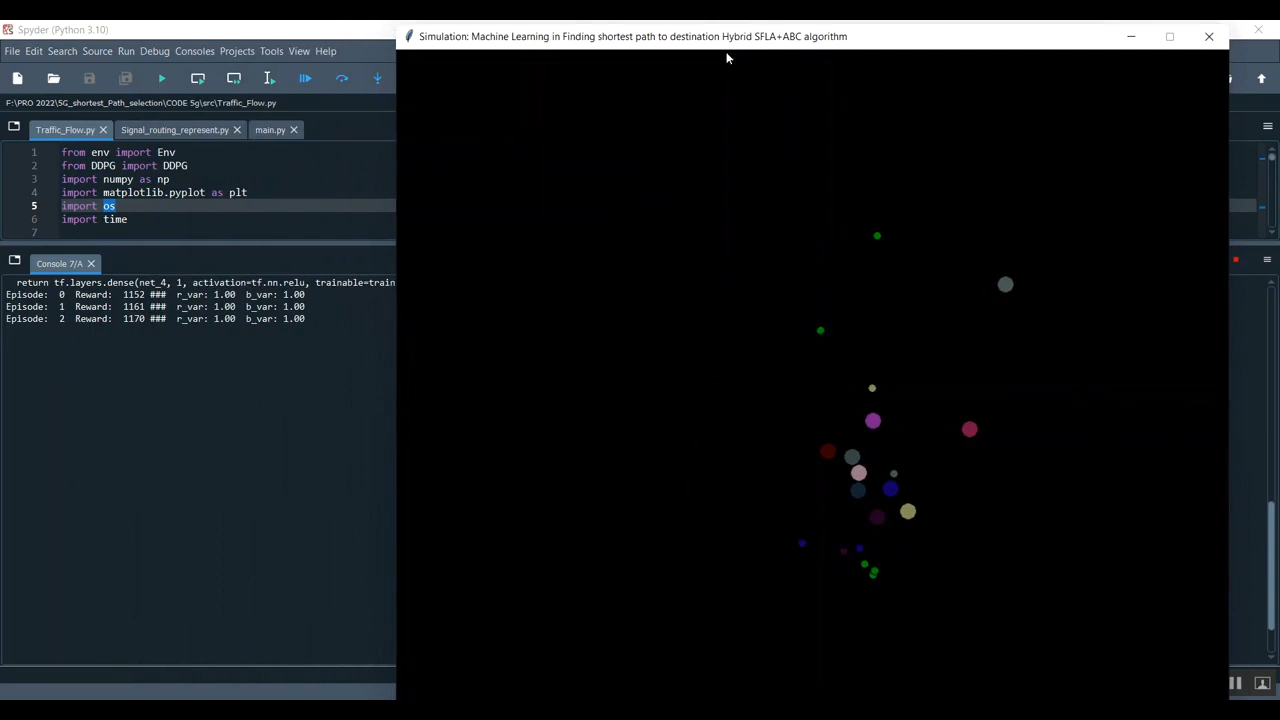 Spyder (Python 3.10)
Simulation: Machine Learning in Finding shortest path to destination Hybrid SFLA+ABC algorithm
File Edit Search Source Run Debug Consoles Projects Tools View Help
F:\PRO 2022\5G_shortest_Path_selection\CODE 5g\src\Traffic_Flow.py
Traffic_Flow.py Signal_routing_represent.py main.py
1 from env import Env
2 from DDPG import DDPG
3 import numpy as np
4 import matplotlib.pyplot as plt
5 import os
6 import time
7
Console 7/A
return tf.layers.dense(net_4, 1, activation=tf.nn.relu, trainable=train
Episode: 0 Reward: 1152 ### r_var: 1.00 b_var: 1.00
Episode: 1 Reward: 1161 ### r_var: 1.00 b_var: 1.00
Episode: 2 Reward: 1170 ### r_var: 1.00 b_var: 1.00